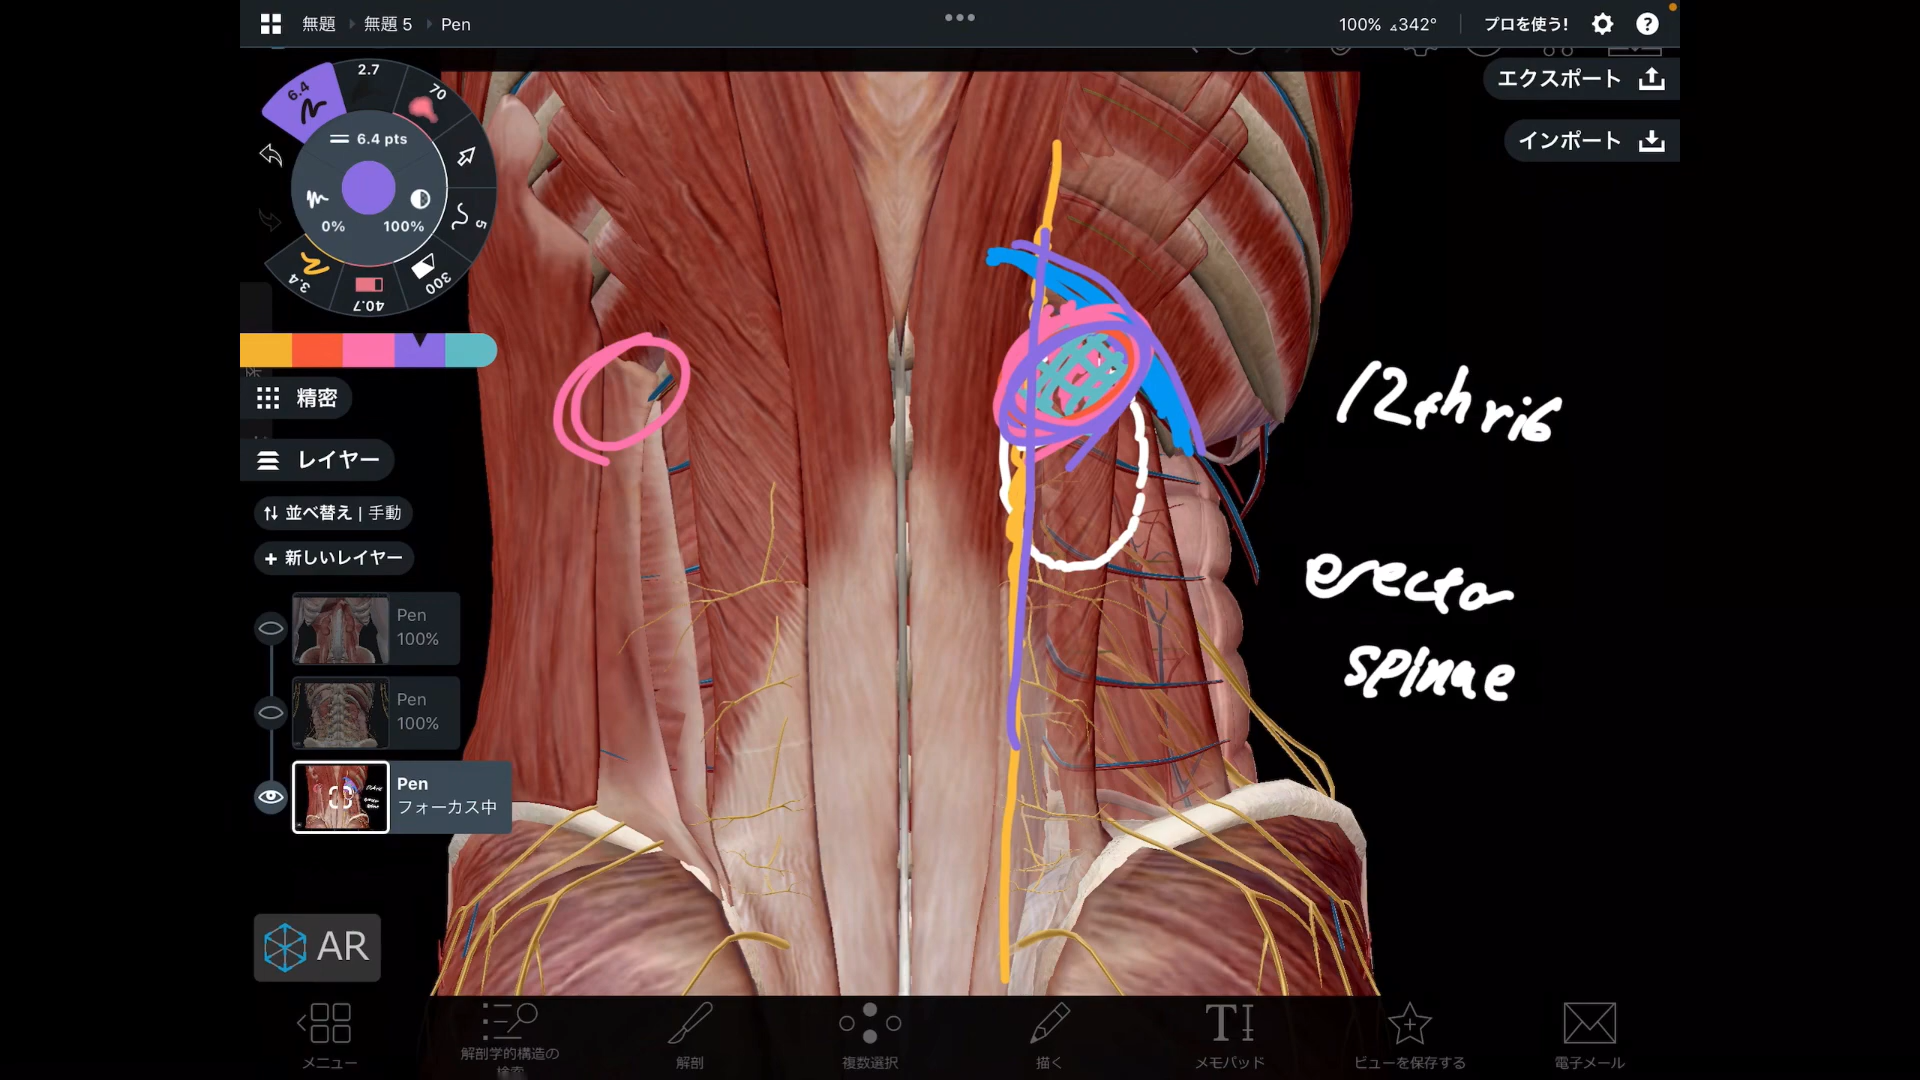 無題 無題 5 Pen
100% 342°
プロを使う!
エクスポート
インポート
2.7
6.4
70
6.4 pts
0% 100%
5
3.4
40.7
300
精密
レイヤー
並べ替え | 手動
+ 新しいレイヤー
Pen
100%
Pen
100%
Pen
フォーカス中
12th rib
erector
spinae
AR
メニュー
解剖学的構造の
検索
解剖
複数選択
描く
メモパッド
ビューを保存する
電子メール